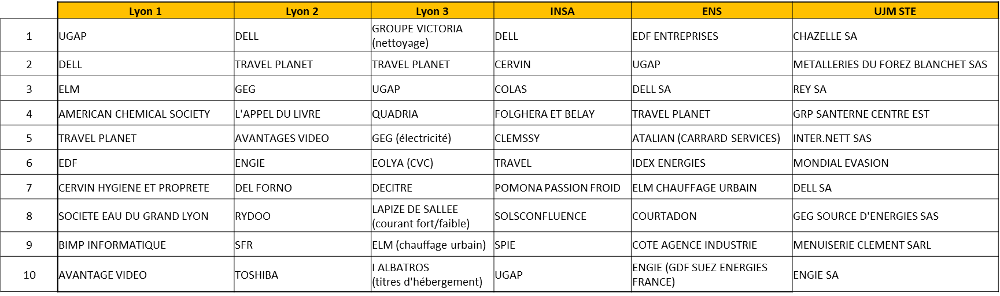 Lyon 1 Lyon 2 Lyon 3 INSA ENS UJM STE
1 UGAP DELL GROUPE VICTORIA (nettoyage) DELL EDF ENTREPRISES CHAZELLE SA
2 DELL TRAVEL PLANET TRAVEL PLANET CERVIN UGAP METALLERIES DU FOREZ BLANCHET SAS
3 ELM GEG UGAP COLAS DELL SA REY SA
4 AMERICAN CHEMICAL SOCIETY L'APPEL DU LIVRE QUADRIA FOLGHERA ET BELAY TRAVEL PLANET GRP SANTERNE CENTRE EST
5 TRAVEL PLANET AVANTAGES VIDEO GEG (électricité) CLEMSSY ATALIAN (CARRARD SERVICES) INTER.NETT SAS
6 EDF ENGIE EOLYA (CVC) TRAVEL IDEX ENERGIES MONDIAL EVASION
7 CERVIN HYGIENE ET PROPRETE DEL FORNO DECITRE POMONA PASSION FROID ELM CHAUFFAGE URBAIN DELL SA
8 SOCIETE EAU DU GRAND LYON RYDOO LAPIZE DE SALLEE (courant fort/faible) SOLSCONFLUENCE COURTADON GEG SOURCE D'ENERGIES SAS
9 BIMP INFORMATIQUE SFR ELM (chauffage urbain) SPIE COTE AGENCE INDUSTRIE MENUISERIE CLEMENT SARL
10 AVANTAGE VIDEO TOSHIBA I ALBATROS (titres d'hébergement) UGAP ENGIE (GDF SUEZ ENERGIES FRANCE) ENGIE SA